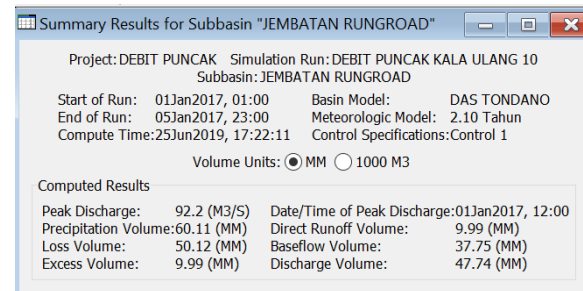 Summary Results for Subbasin "JEMBATAN RUNGROAD"
Project: DEBIT PUNCAK Simulation Run: DEBIT PUNCAK KALA ULANG 10
Subbasin: JEMBATAN RUNGROAD
Start of Run: 01Jan2017, 01:00 Basin Model: DAS TONDANO
End of Run: 05Jan2017, 23:00 Meteorologic Model: 2.10 Tahun
Compute Time:25Jun2019, 17:22:11 Control Specifications:Control 1
Volume Units: MM 1000 M3
Computed Results
Peak Discharge: 92.2 (M3/S) Date/Time of Peak Discharge:01Jan2017, 12:00
Precipitation Volume:60.11 (MM) Direct Runoff Volume: 9.99 (MM)
Loss Volume: 50.12 (MM) Baseflow Volume: 37.75 (MM)
Excess Volume: 9.99 (MM) Discharge Volume: 47.74 (MM)